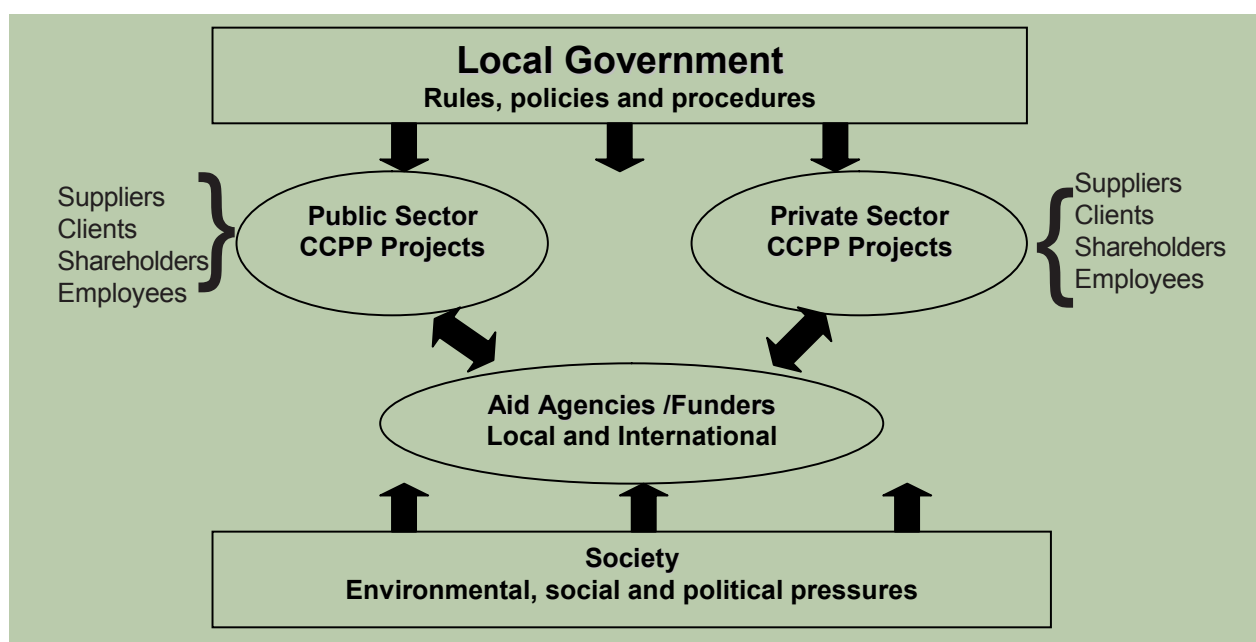 Local Government
Rules, policies and procedures
Suppliers
Clients
Shareholders
Employees
Public Sector
CCPP Projects
Private Sector
CCPP Projects
Suppliers
Clients
Shareholders
Employees
Aid Agencies /Funders
Local and International
Society
Environmental, social and political pressures